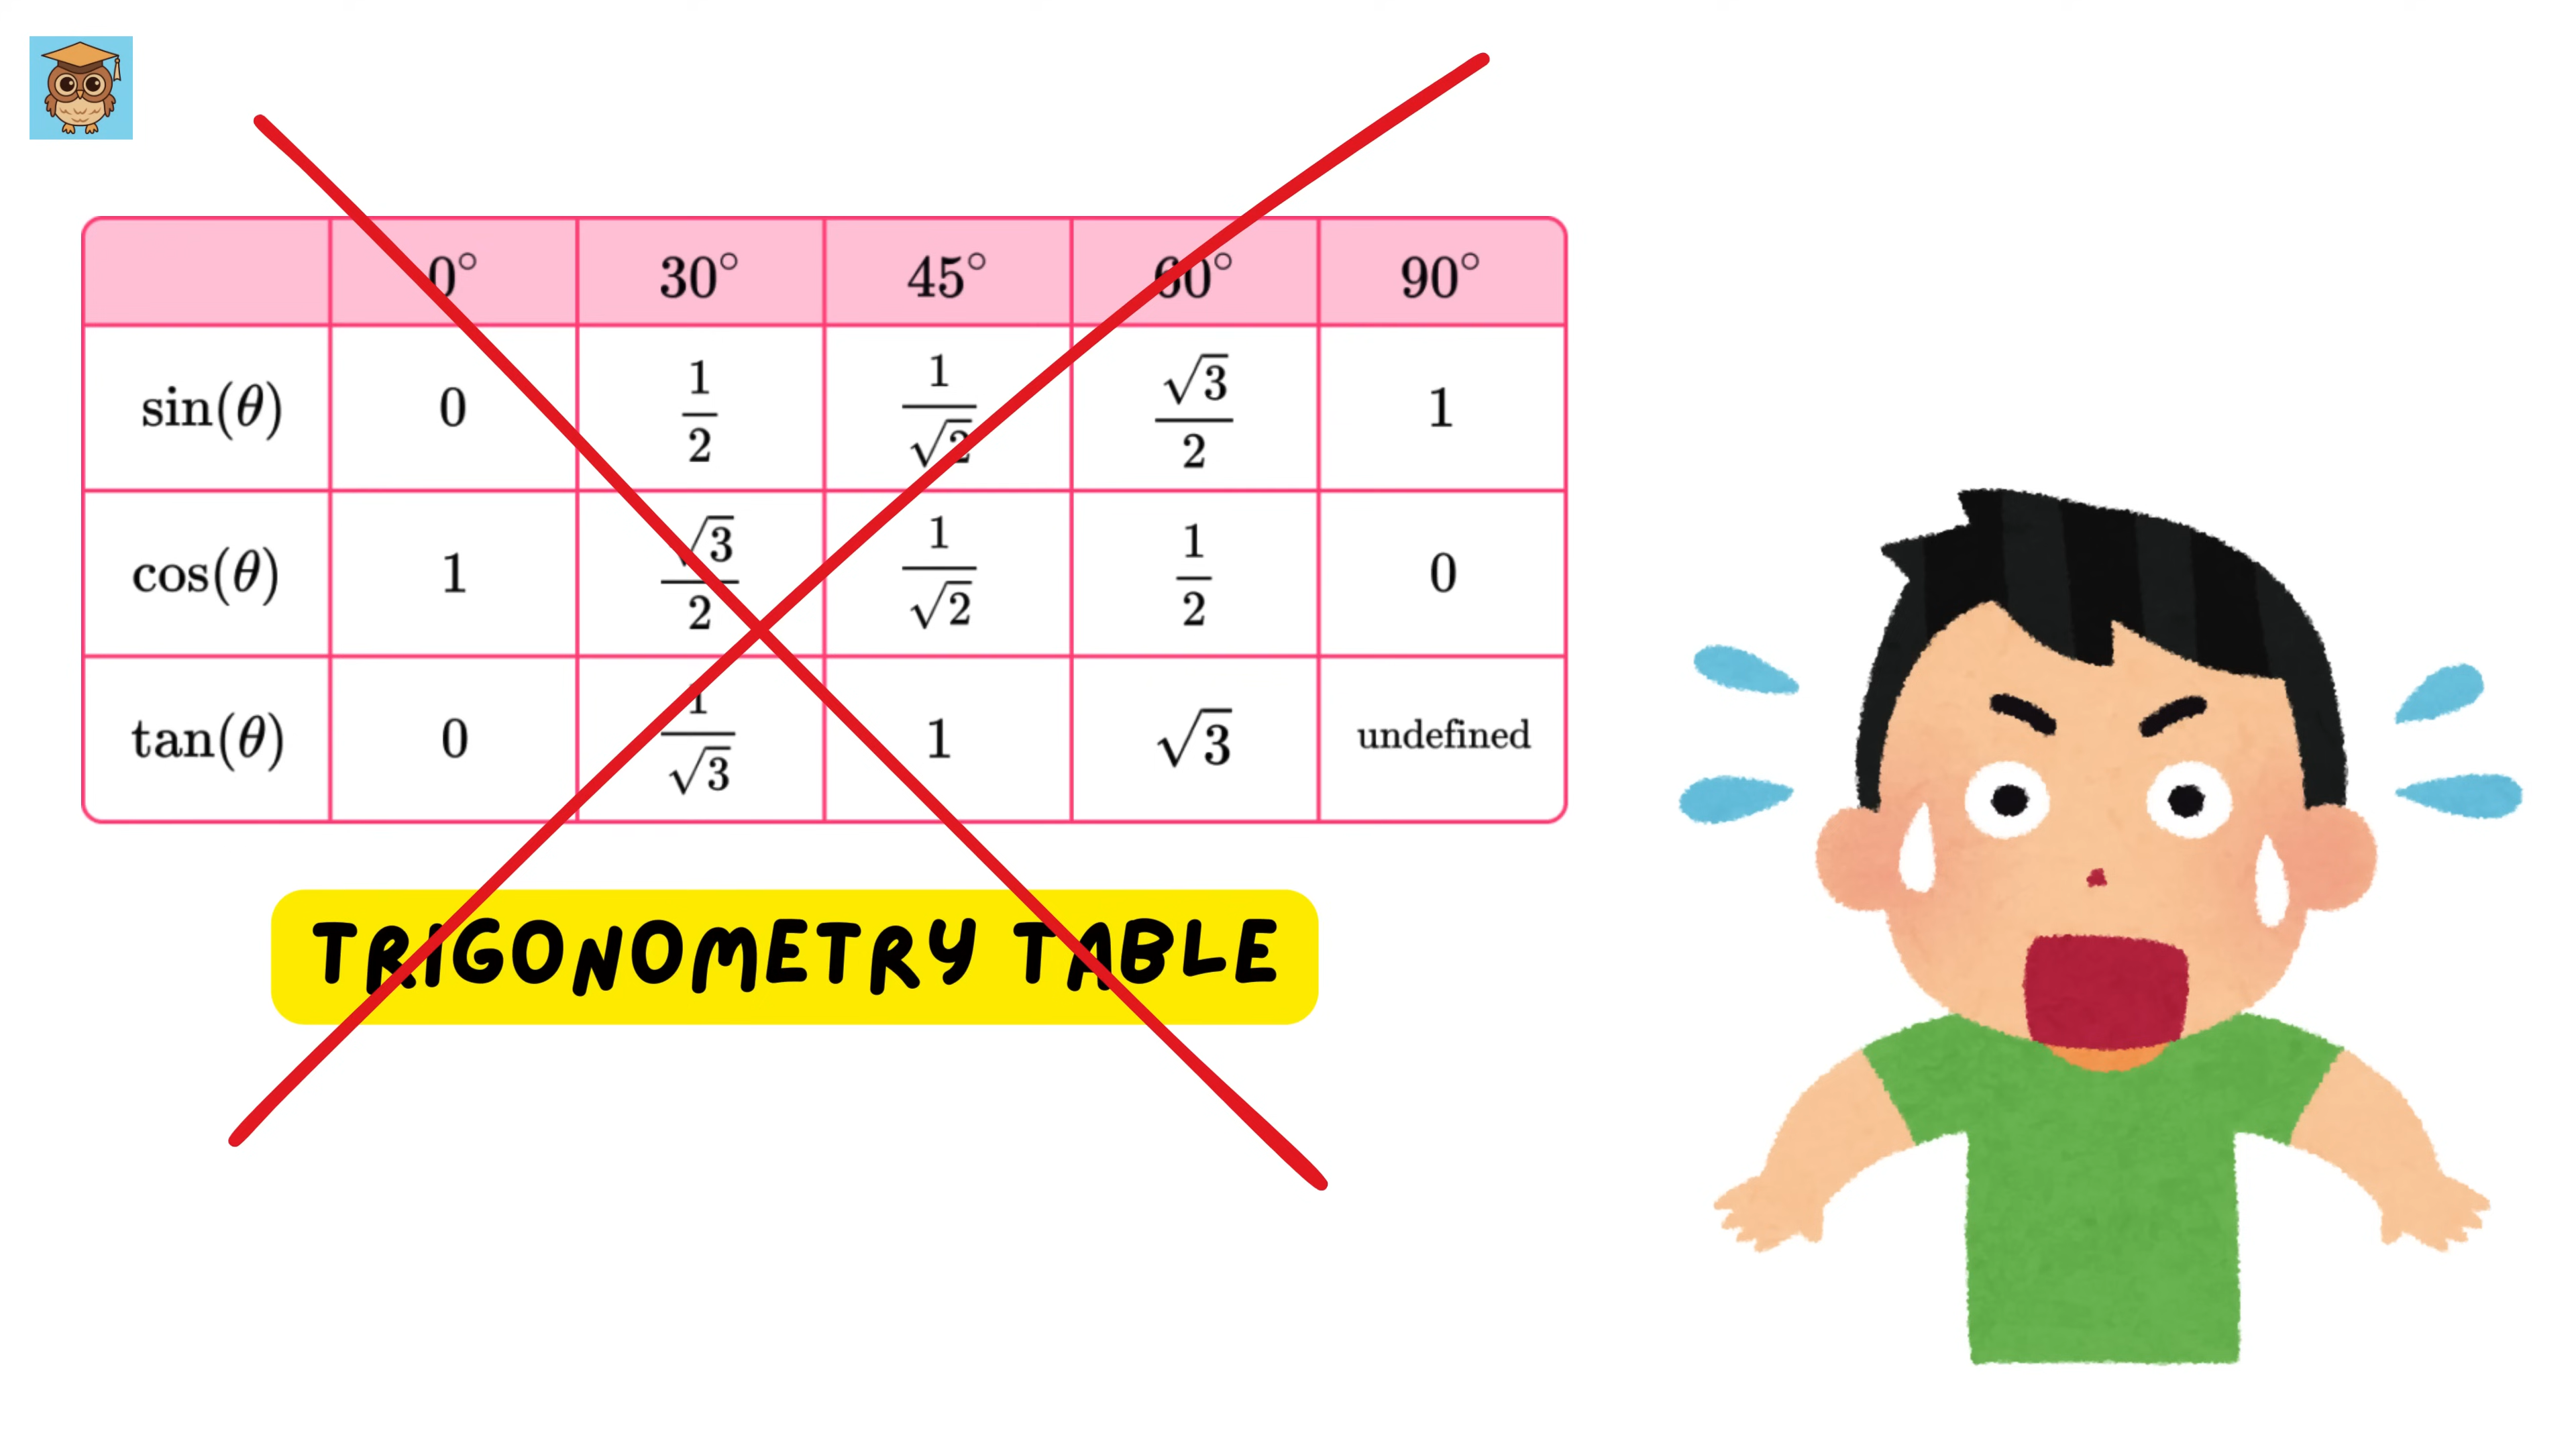 0° 30° 45° 60° 90°
sin(θ) 0 1/2 1/√2 √3/2 1
cos(θ) 1 √3/2 1/√2 1/2 0
tan(θ) 0 1/√3 1 √3 undefined
TRIGONOMETRY TABLE